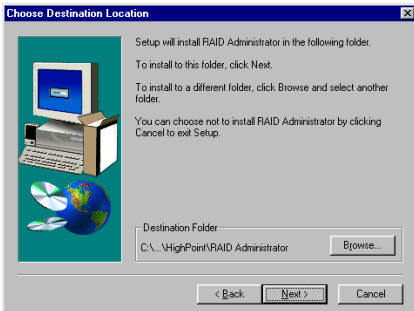 Choose Destination Location
Setup will install RAID Administrator in the following folder.
To install to this folder, click Next.
To install to a different folder, click Browse and select another
folder.
You can choose not to install RAID Administrator by clicking
Cancel to exit Setup.
Destination Folder
C:\...\HighPoint\RAID Administrator
Browse...
< Back
Next >
Cancel